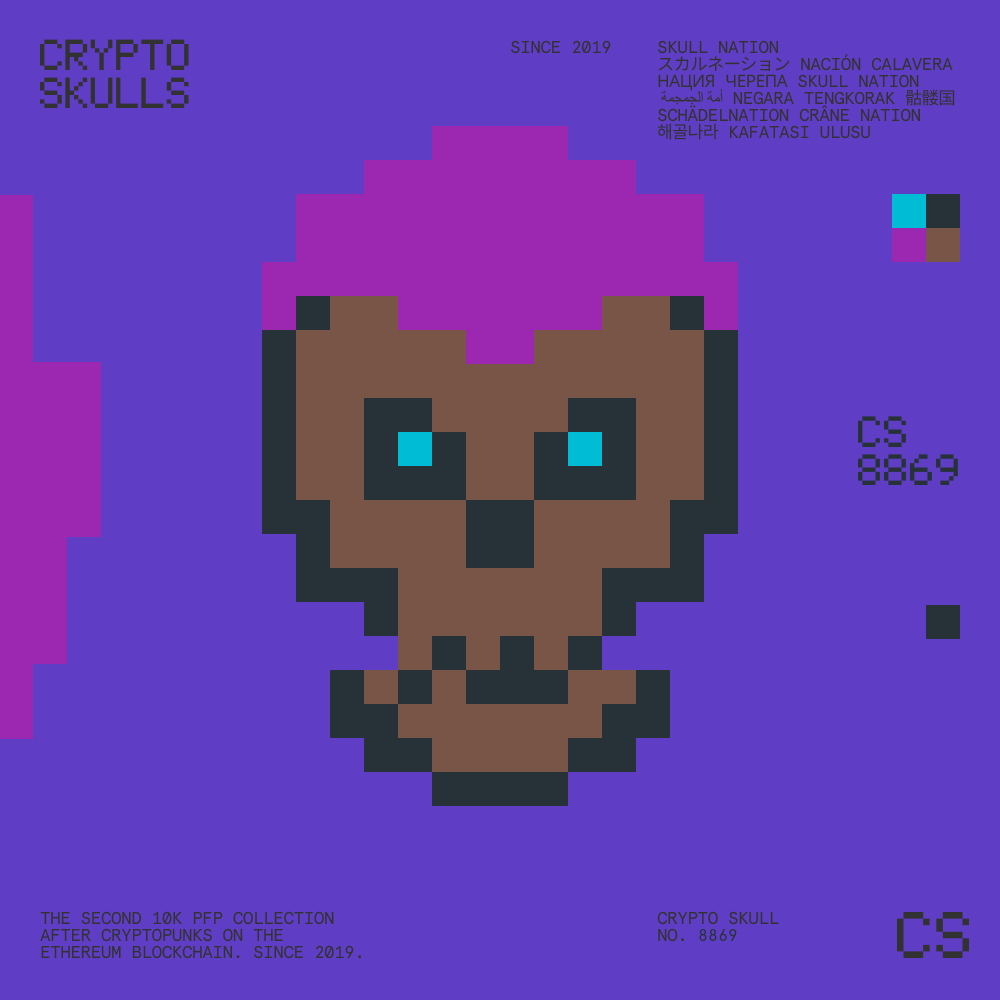 CRYPTO
SKULLS
SINCE 2019
SKULL NATION
スカルネーション NACIÓN CALAVERA
НАЦИЯ ЧЕРЕПА SKULL NATION
أمة الجمجمة NEGARA TENGKORAK 骷髅国
SCHÄDELNATION CRÂNE NATION
해골나라 KAFATASI ULUSU
CS
8869
THE SECOND 10K PFP COLLECTION
AFTER CRYPTOPUNKS ON THE
ETHEREUM BLOCKCHAIN. SINCE 2019.
CRYPTO SKULL
NO. 8869
CS